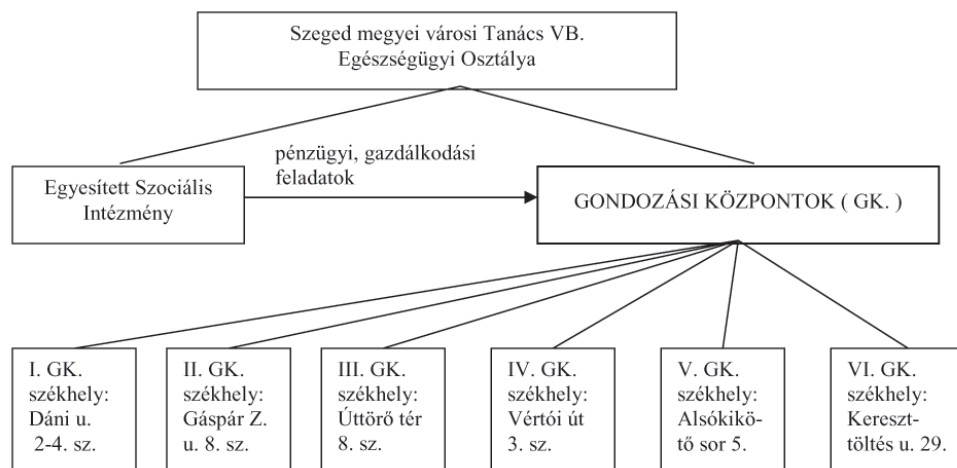 Szeged megyei városi Tanács VB.
Egészségügyi Osztálya
pénzügyi, gazdálkodási
feladatok
Egyesített Szociális
Intézmény
GONDOZÁSI KÖZPONTOK ( GK. )
I. GK.
székhely:
Dáni u.
2-4. sz.
II. GK.
székhely:
Gáspár Z.
u. 8. sz.
III. GK.
székhely:
Úttörő tér
8. sz.
IV. GK.
székhely:
Vértói út
3. sz.
V. GK.
székhely:
Alsókikö-
tő sor 5.
VI. GK.
székhely:
Kereszt-
töltés u. 29.